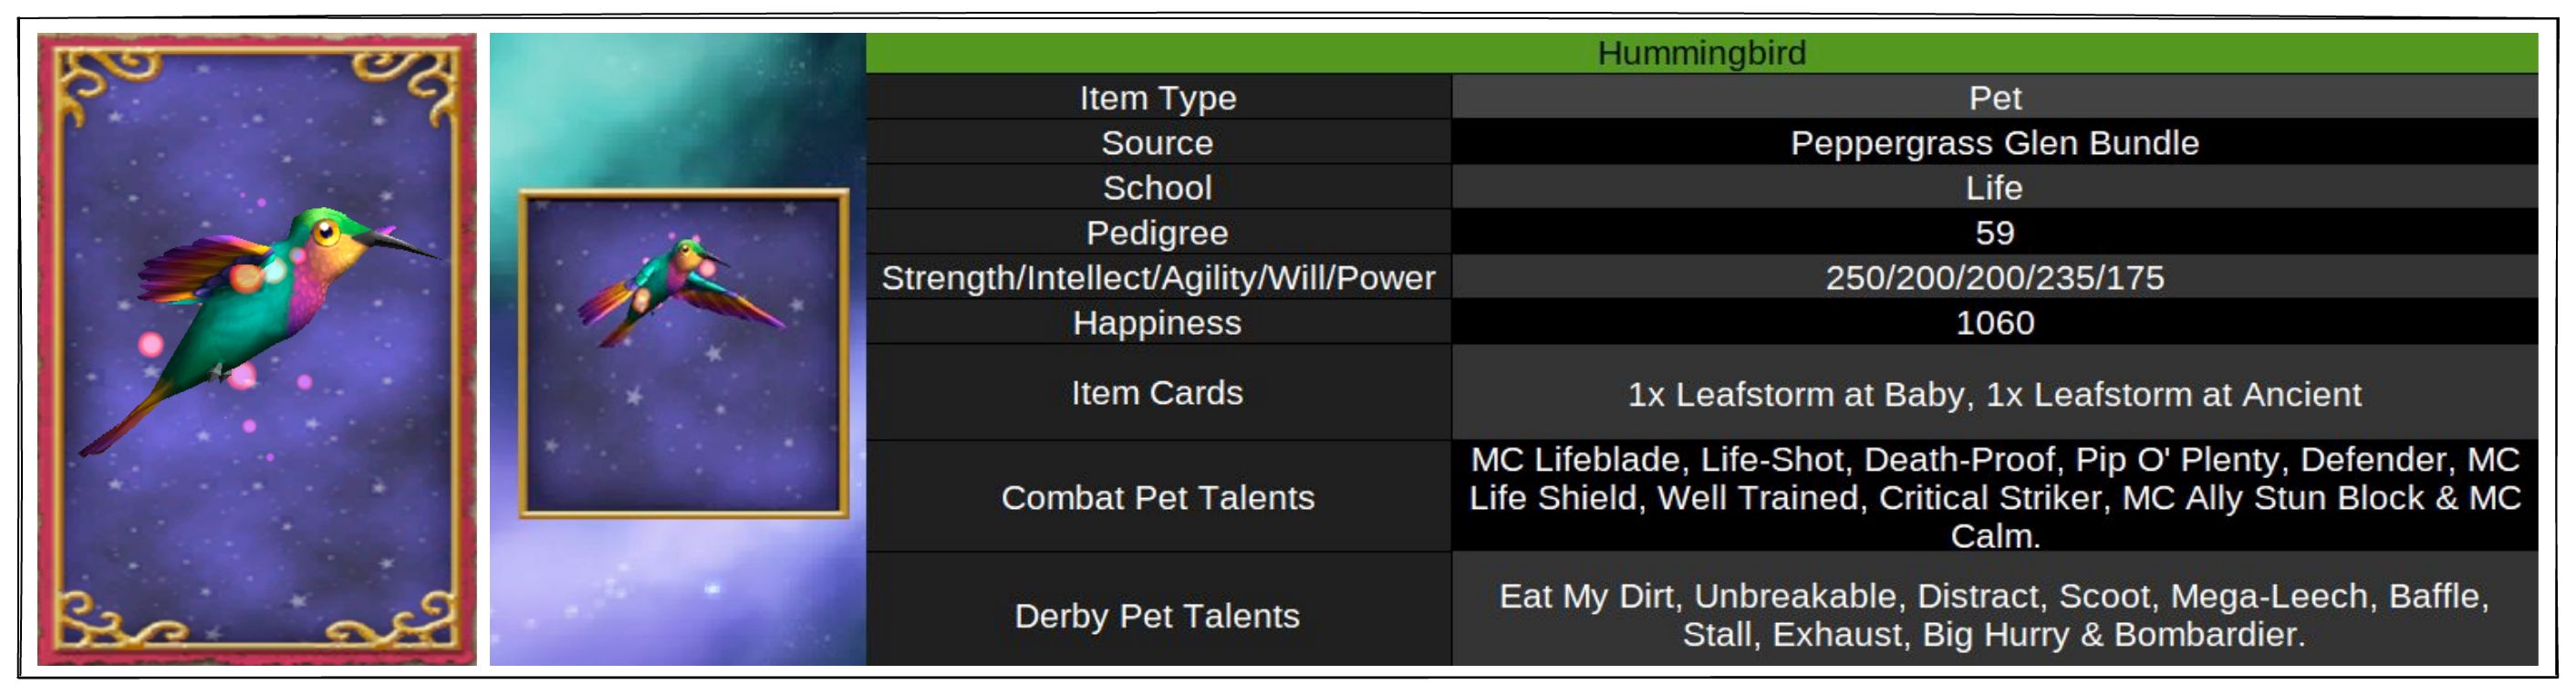 Hummingbird
Item Type
Pet
Source
Peppergrass Glen Bundle
School
Life
Pedigree
59
Strength/Intellect/Agility/Will/Power
250/200/200/235/175
Happiness
1060
Item Cards
1x Leafstorm at Baby, 1x Leafstorm at Ancient
Combat Pet Talents
MC Lifeblade, Life-Shot, Death-Proof, Pip O' Plenty, Defender, MC
Life Shield, Well Trained, Critical Striker, MC Ally Stun Block & MC
Calm.
Derby Pet Talents
Eat My Dirt, Unbreakable, Distract, Scoot, Mega-Leech, Baffle,
Stall, Exhaust, Big Hurry & Bombardier.